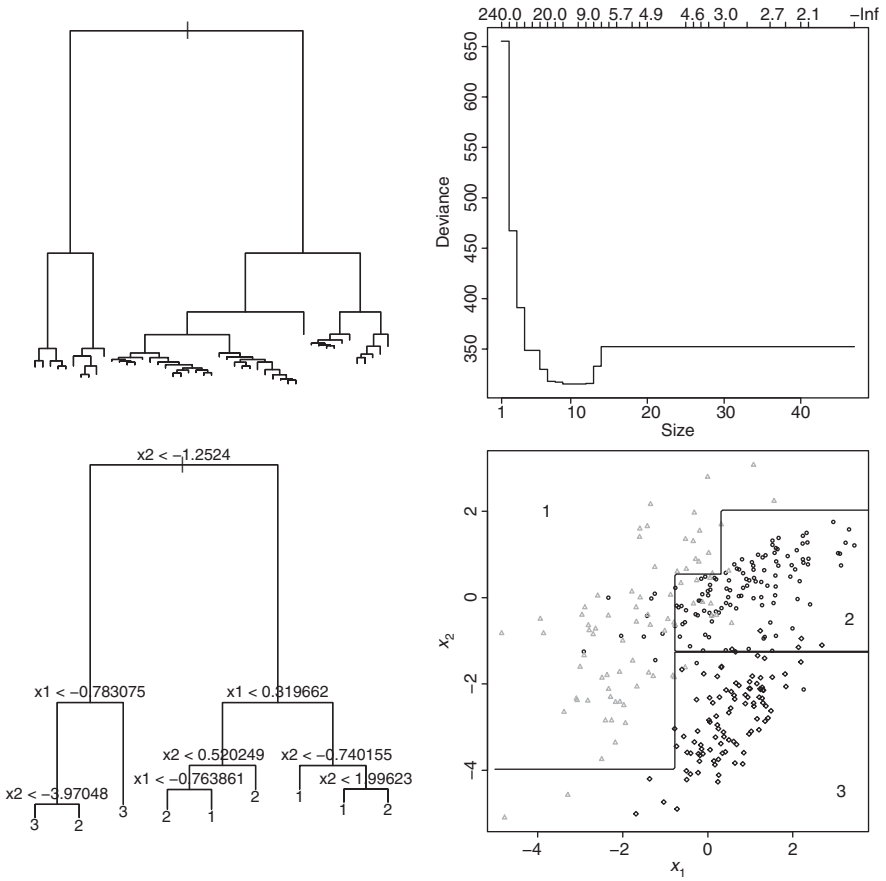 240.0 20.0 9.0 5.7 4.9 4.6 3.0 2.7 2.1 −Inf
650
600
550
500
450
400
350
Deviance
1 10 20 30 40
Size
x2 < −1.2524
x1 < −0.783075
x1 < 0.319662
x2 < 0.520249
x2 < −0.740155
x2 < −3.97048
x1 < −0.763861
x2 < 1.99623
3 2 3 2 1 2 1 1 2
2
0
−2
−4
x2
1
2
3
−4 −2 0 2
x1